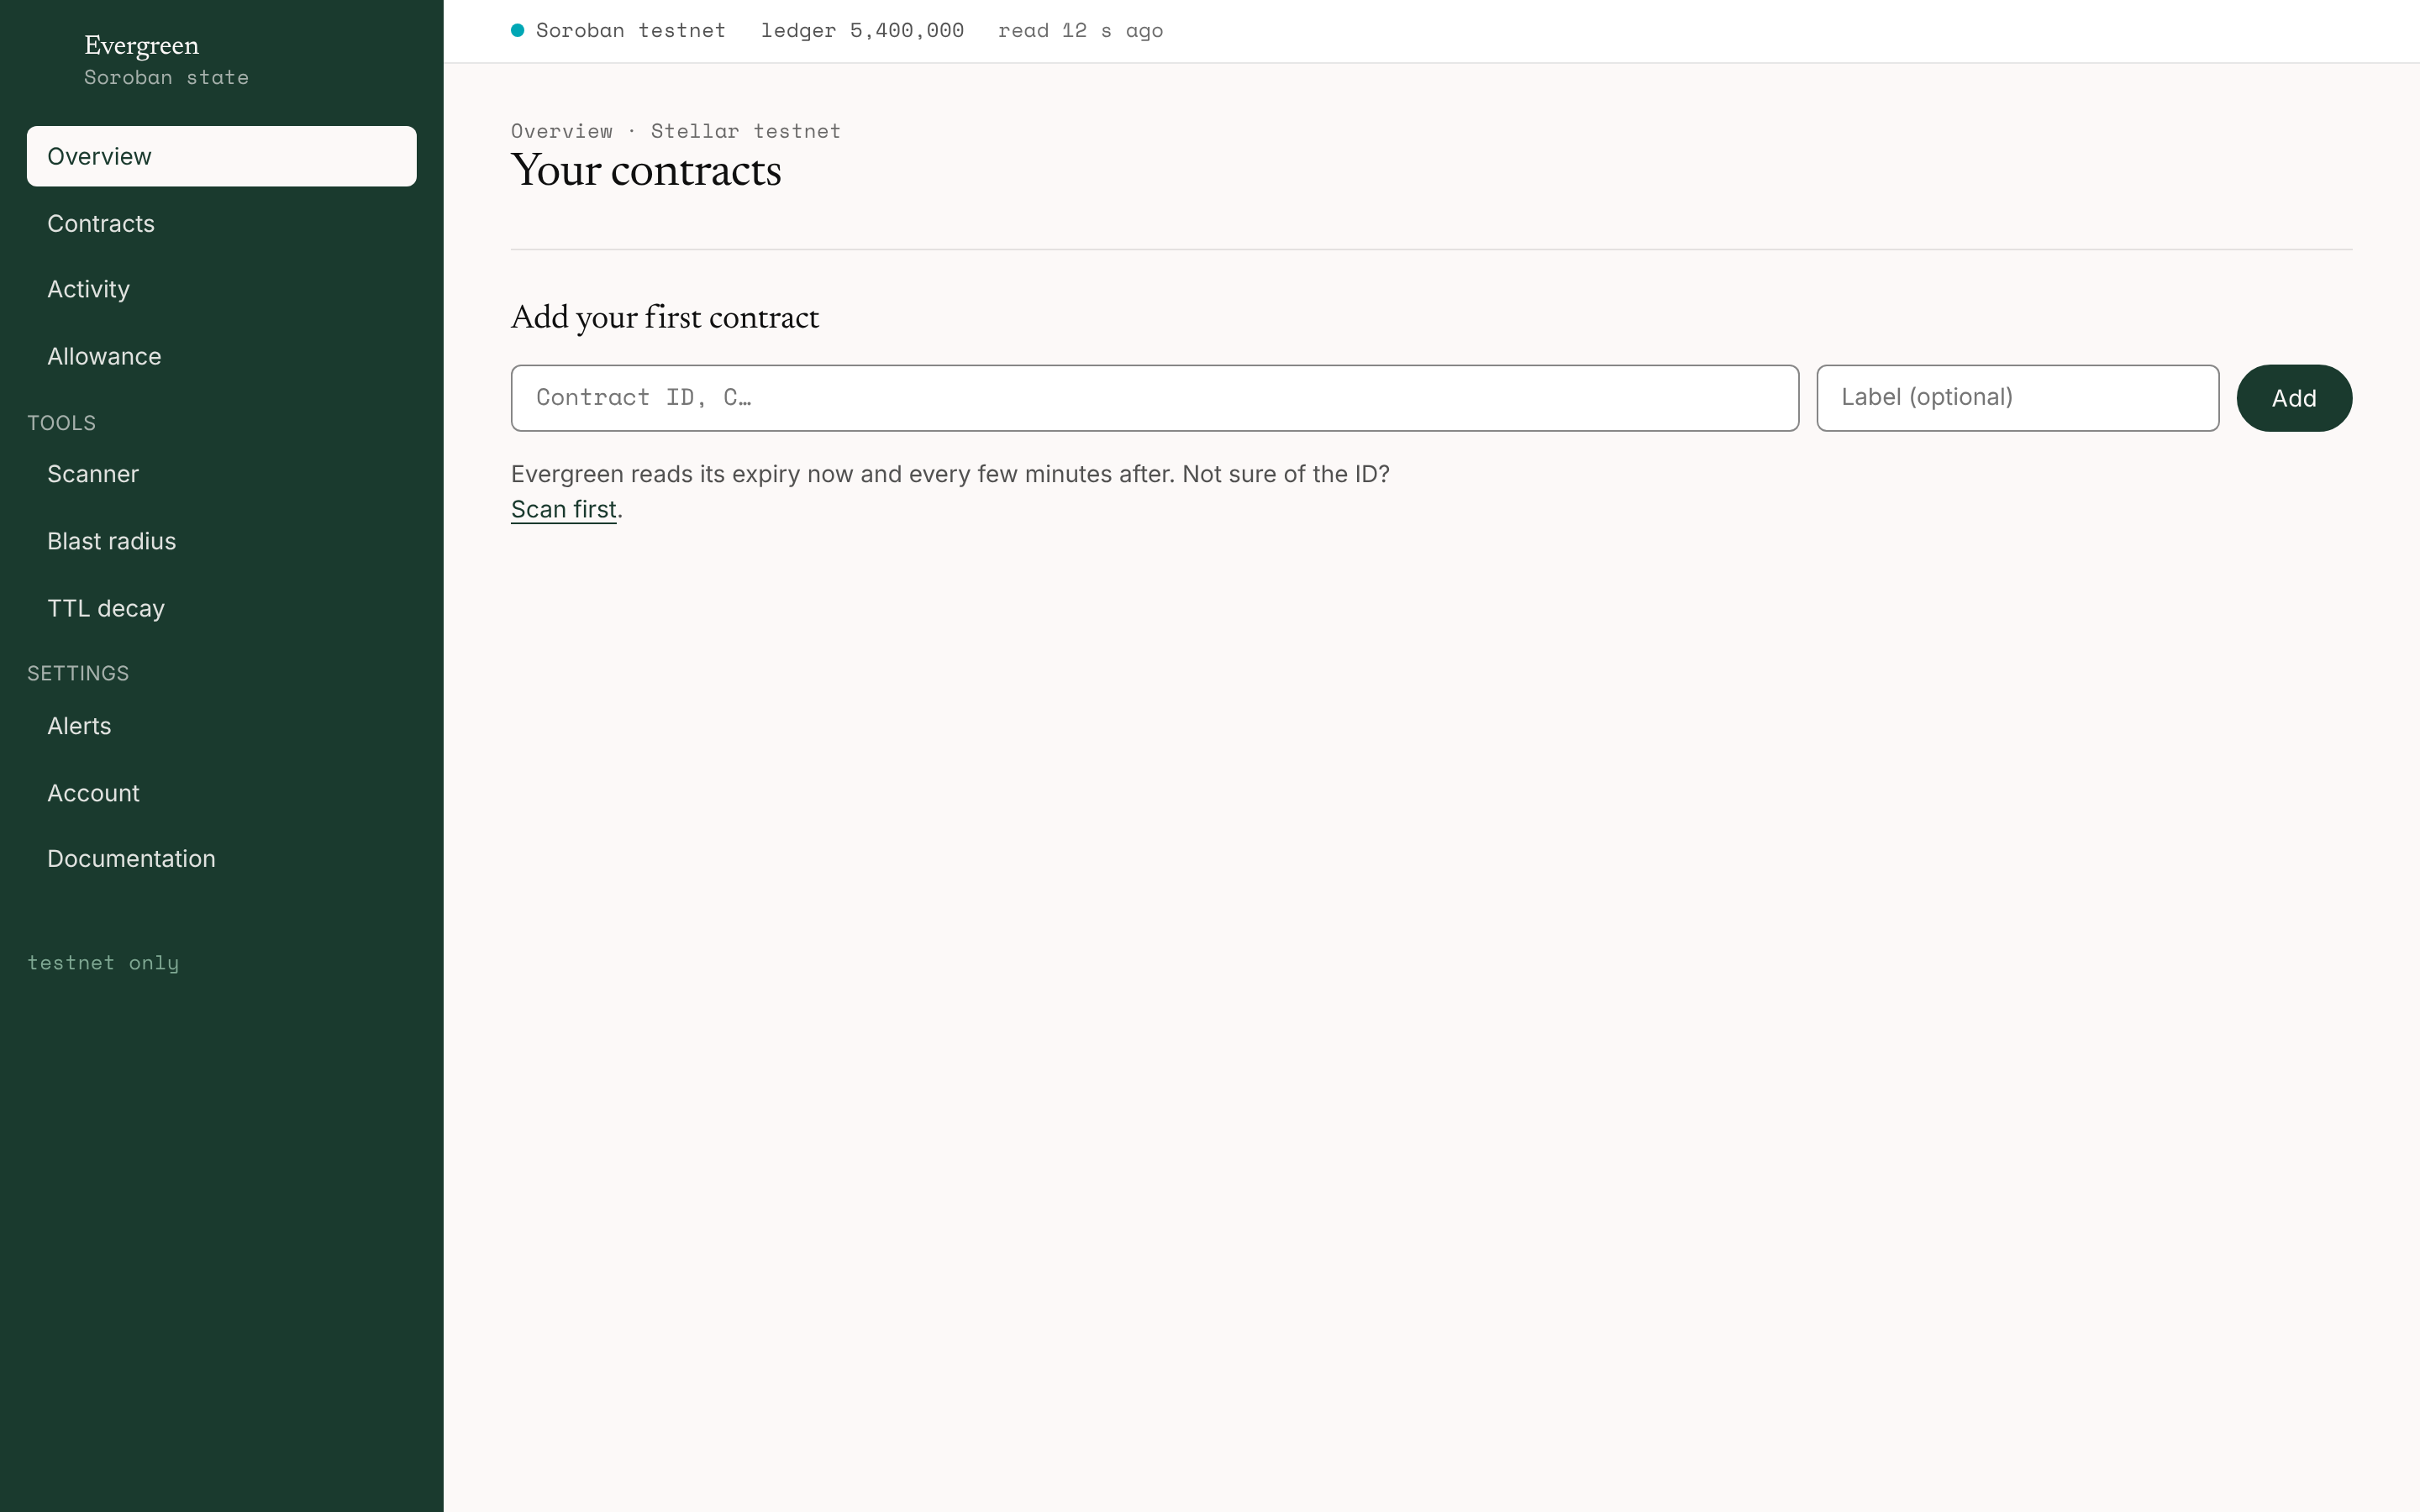 Evergreen
Soroban state
Overview
Contracts
Activity
Allowance
TOOLS
Scanner
Blast radius
TTL decay
SETTINGS
Alerts
Account
Documentation
testnet only
Soroban testnet ledger 5,400,000 read 12 s ago
Overview · Stellar testnet
Your contracts
Add your first contract
Contract ID, C… Label (optional) Add
Evergreen reads its expiry now and every few minutes after. Not sure of the ID?
Scan first.